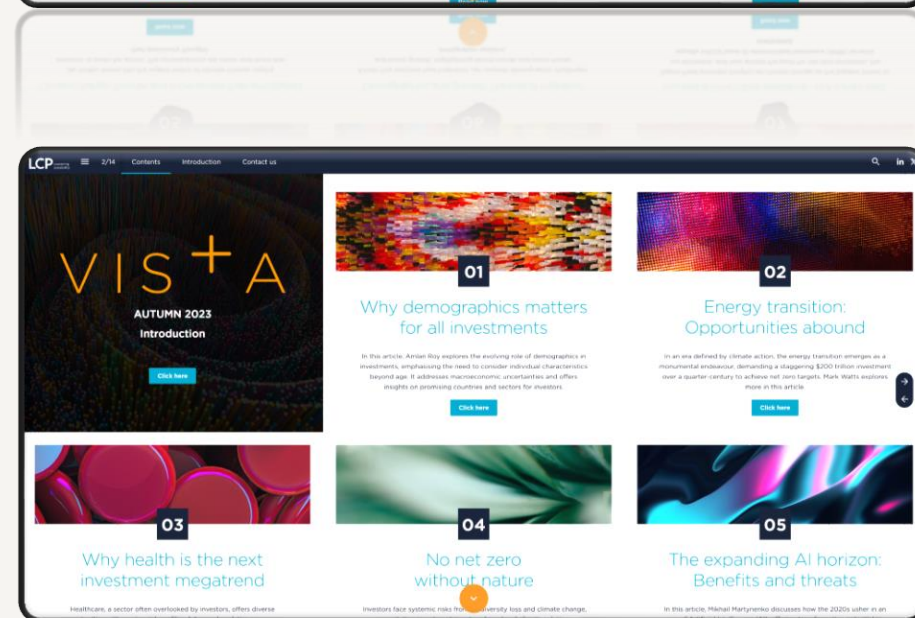 LCP
2/14
Contents
Introduction
Contact us
in
VISTA
AUTUMN 2023
Introduction
Click here
01
Why demographics matters
for all investments
In this article, Amlan Roy explores the evolving role of demographics in
investments, emphasising the need to consider individual characteristics
beyond age. It addresses macroeconomic uncertainties and offers
insights on promising countries and sectors for investors.
Click here
02
Energy transition:
Opportunities abound
In an era defined by climate action, the energy transition emerges as a
monumental endeavour, demanding a staggering $200 trillion investment
over a quarter-century to achieve net zero targets. Mark Watts explores
more in this article.
Click here
03
Why health is the next
investment megatrend
Healthcare, a sector often overlooked by investors, offers diverse
04
No net zero
without nature
Investors face systemic risks from loss and climate change,
05
The expanding AI horizon:
Benefits and threats
In this article, Mikhail Martynenko discusses how the 2020s usher in an